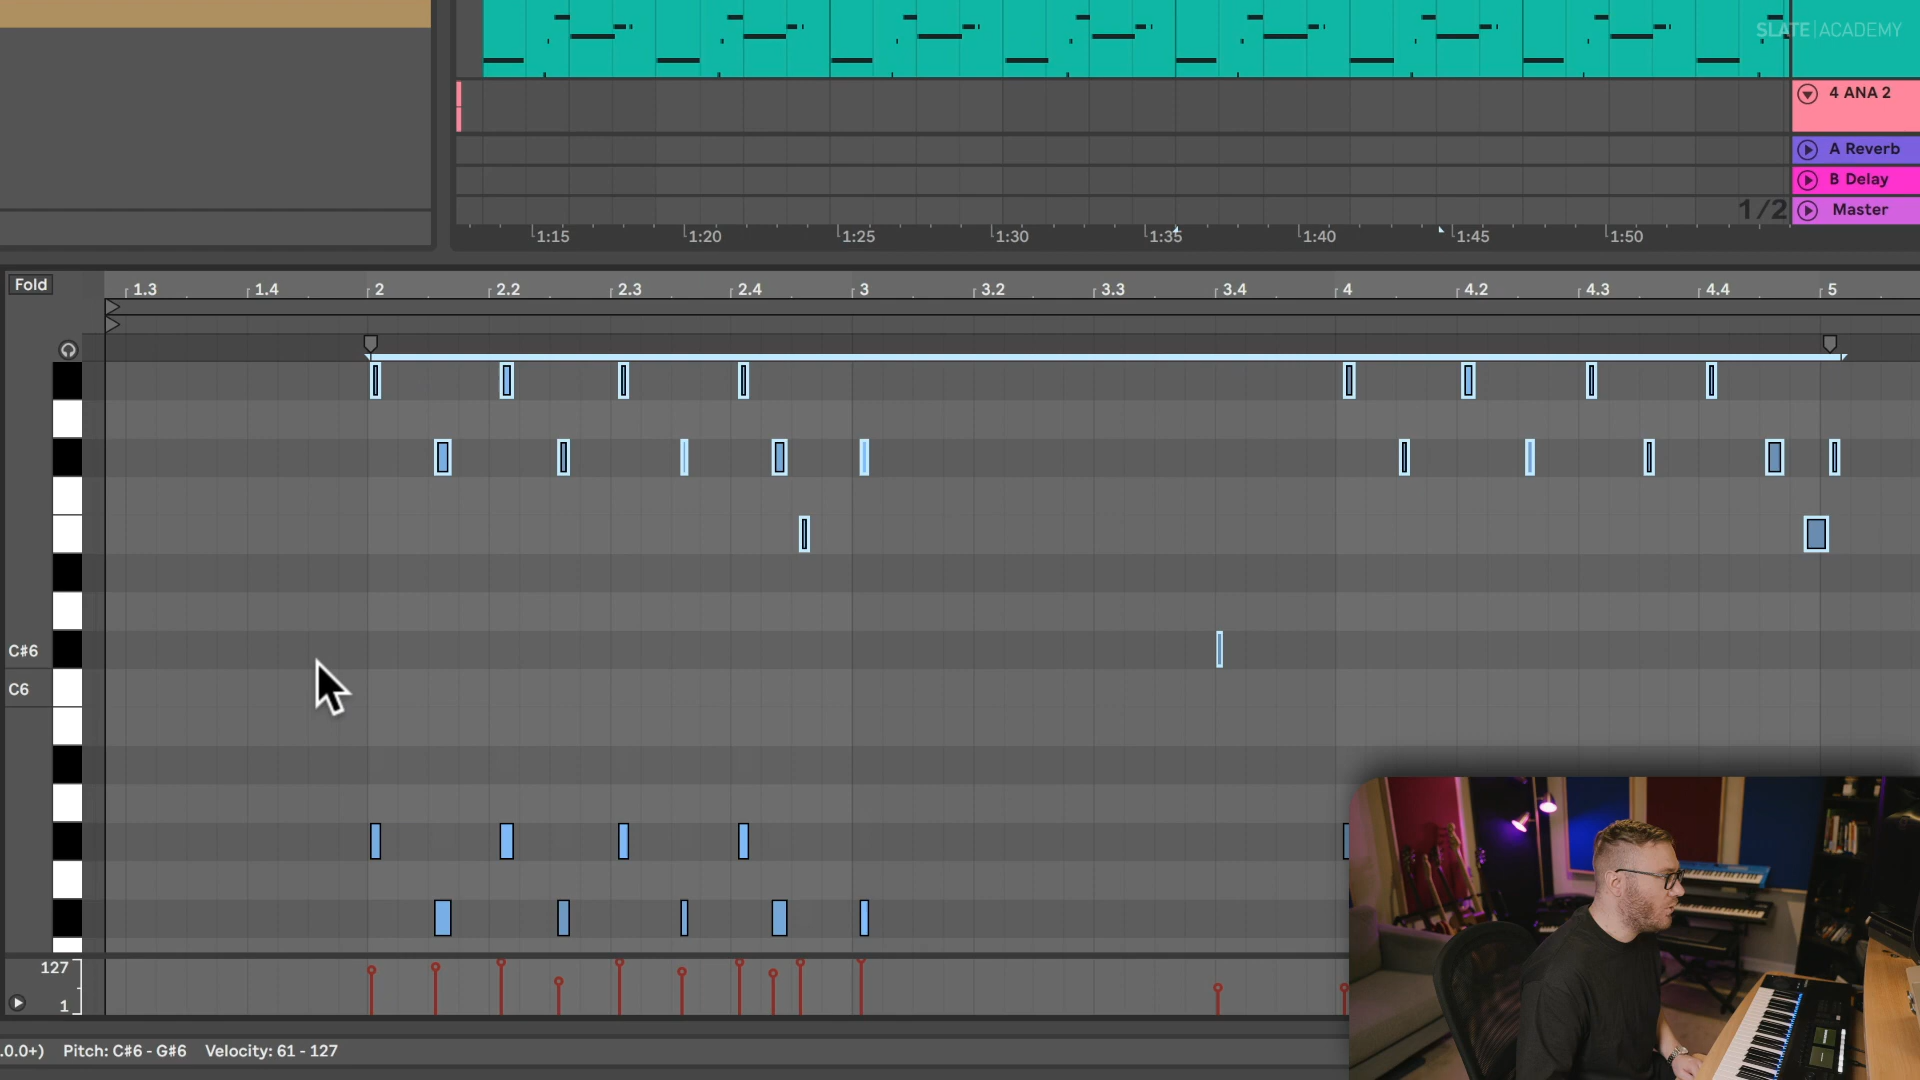 SLATE|ACADEMY
4 ANA 2
A Reverb
B Delay
1/2
Master
1:15 1:20 1:25 1:30 1:35 1:40 1:45 1:50
Fold
1.3 1.4 2 2.2 2.3 2.4 3 3.2 3.3 3.4 4 4.2 4.3 4.4 5
C#6
C6
127
1
.0.0+) Pitch: C#6 - G#6 Velocity: 61 - 127